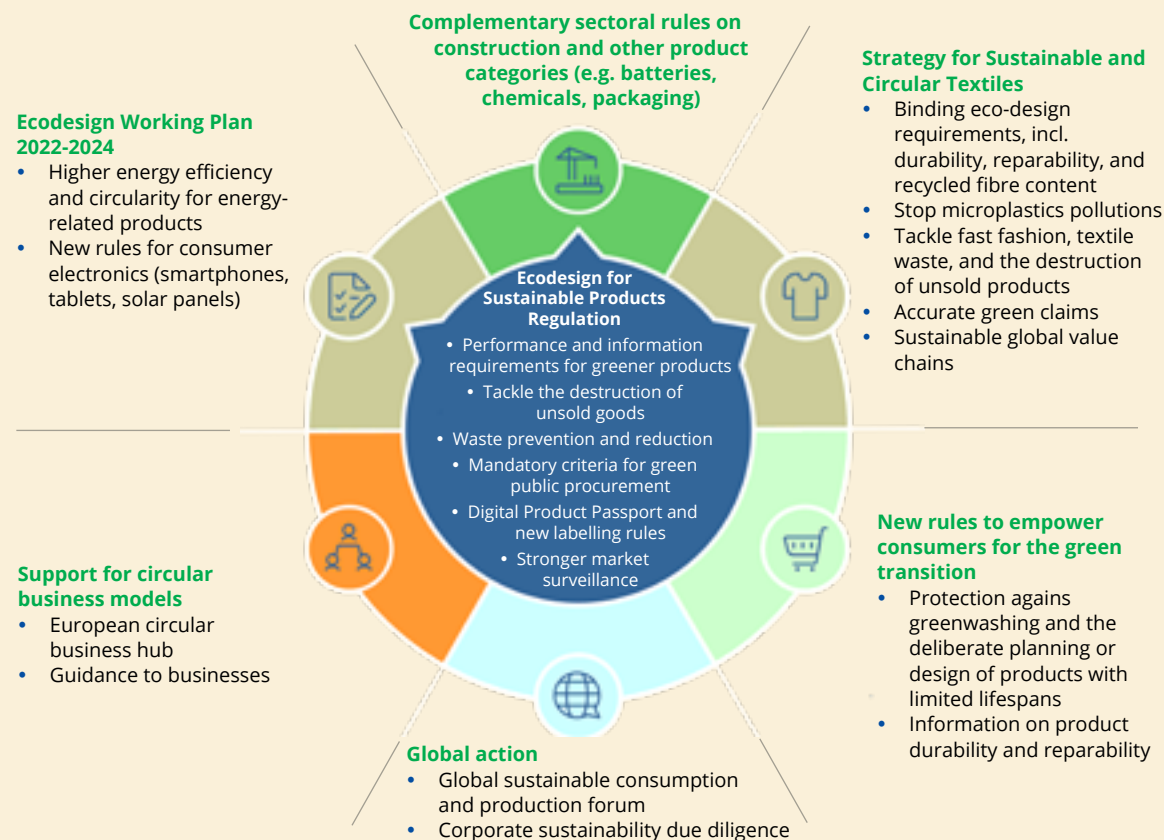 Complementary sectoral rules on
construction and other product
categories (e.g. batteries,
chemicals, packaging)
Strategy for Sustainable and
Circular Textiles
• Binding eco-design
requirements, incl.
durability, reparability, and
recycled fibre content
• Stop microplastics pollutions
• Tackle fast fashion, textile
waste, and the destruction
of unsold products
• Accurate green claims
• Sustainable global value
chains
Ecodesign Working Plan
2022-2024
• Higher energy efficiency
and circularity for energy-
related products
• New rules for consumer
electronics (smartphones,
tablets, solar panels)
Ecodesign for
Sustainable Products
Regulation
• Performance and information
requirements for greener products
• Tackle the destruction of
unsold goods
• Waste prevention and reduction
• Mandatory criteria for green
public procurement
• Digital Product Passport and
new labelling rules
• Stronger market
surveillance
New rules to empower
consumers for the green
transition
• Protection agains
greenwashing and the
deliberate planning or
design of products with
limited lifespans
• Information on product
durability and reparability
Support for circular
business models
• European circular
business hub
• Guidance to businesses
Global action
• Global sustainable consumption
and production forum
• Corporate sustainability due diligence